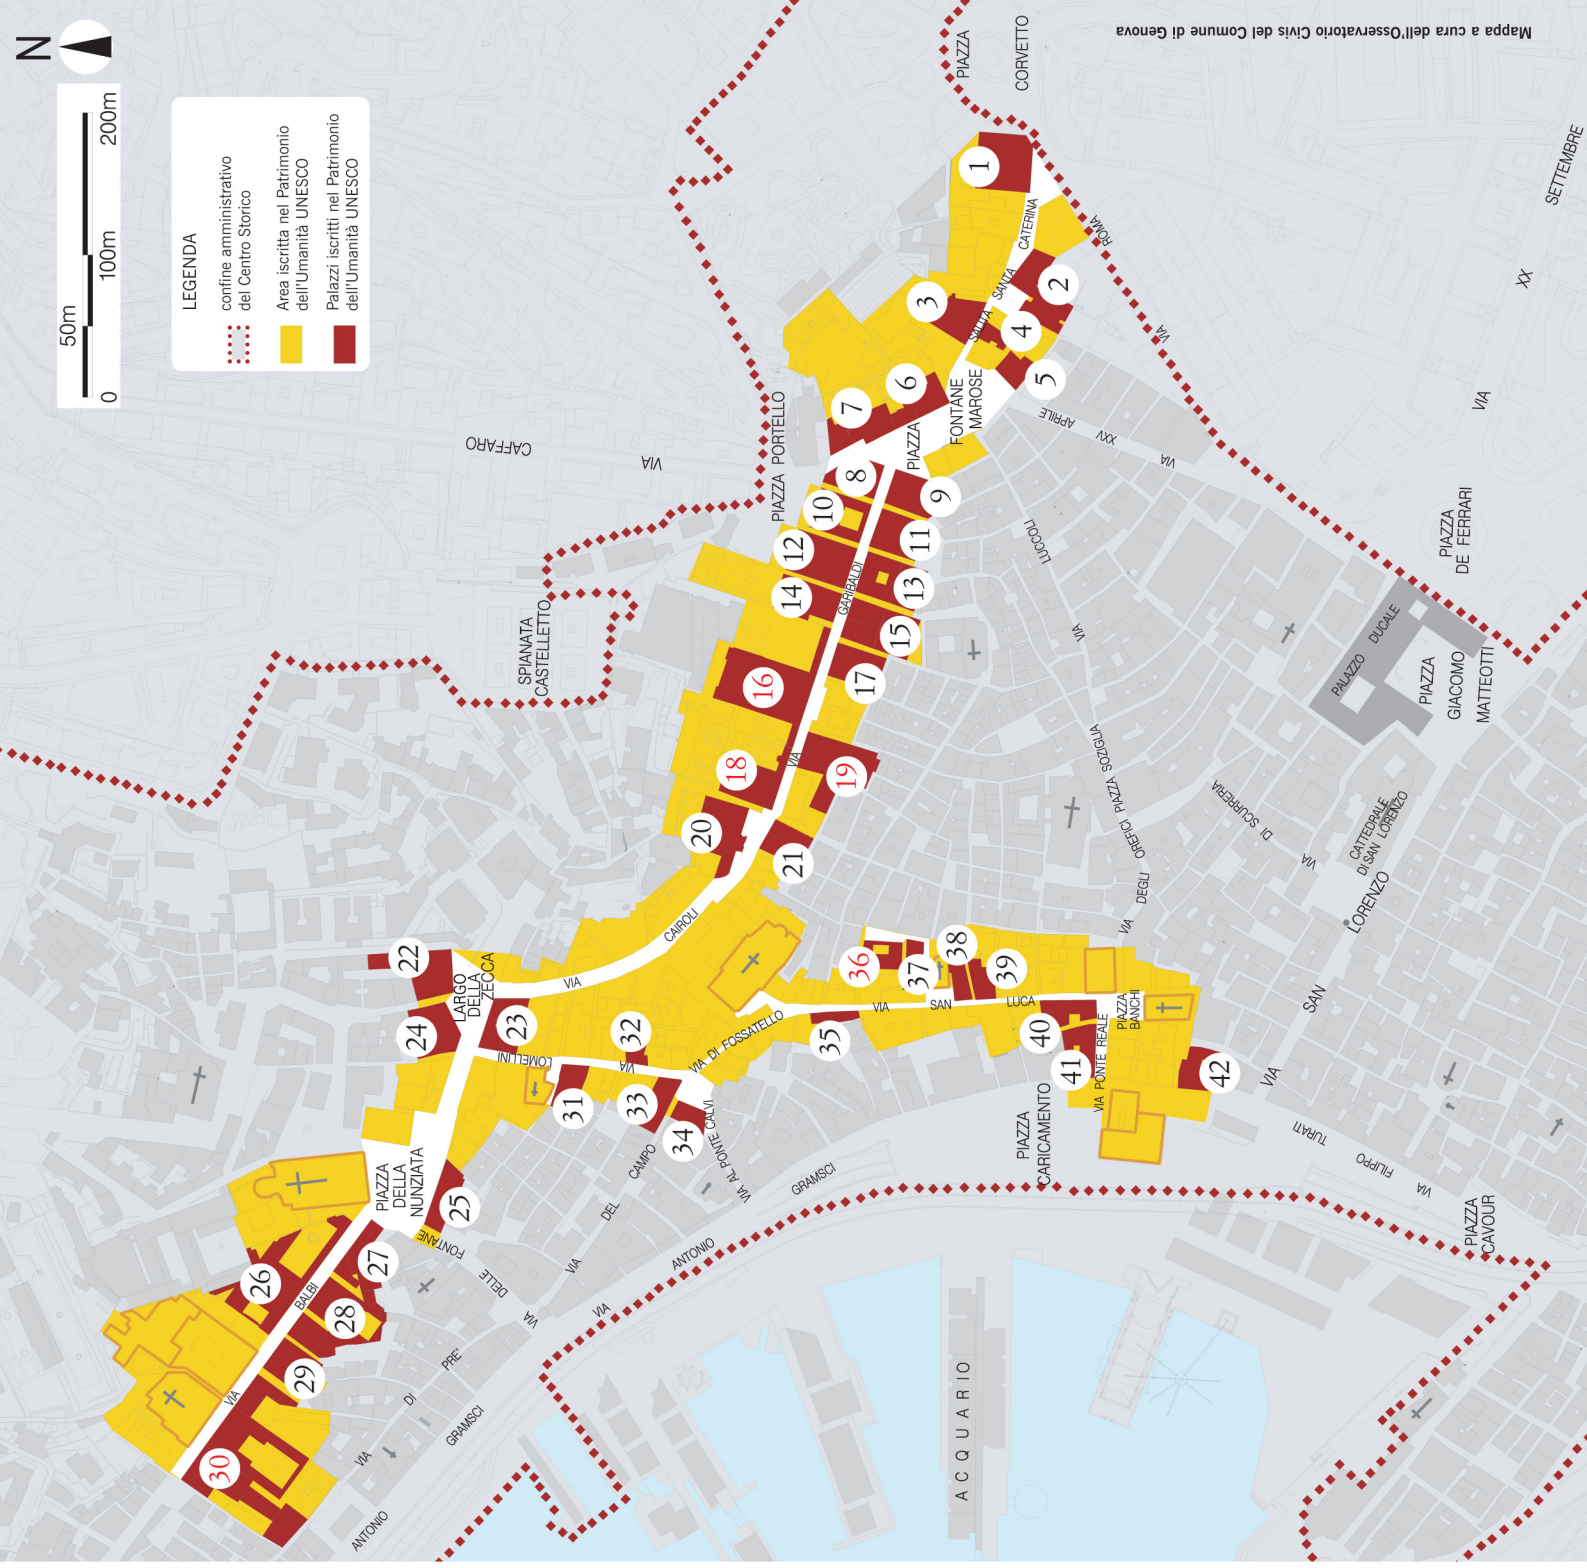 N
0
50m
100m
200m
LEGENDA
confine amministrativo
del Centro Storico
Area iscritta nel Patrimonio
dell'Umanità UNESCO
Palazzi iscritti nel Patrimonio
dell'Umanità UNESCO
Mappa a cura dell'Osservatorio Civis del Comune di Genova
PIAZZA
CORVETTO
1
2
3
4
5
6
7
8
9
10
11
12
13
14
15
16
17
18
19
20
21
22
23
24
25
26
27
28
29
30
31
32
33
34
35
36
37
38
39
40
41
42
SALITA SANTA CATERINA
VIA ROMA
VIA XX SETTEMBRE
VIA XXV APRILE
PIAZZA
FONTANE
MAROSE
PIAZZA PORTELLO
VIA CAFFARO
SPIANATA
CASTELLETTO
VIA GARIBALDI
VIA LUCCOLI
PIAZZA
DE FERRARI
PALAZZO DUCALE
PIAZZA
GIACOMO
MATTEOTTI
PIAZZA SOZIGLIA
VIA DEGLI OREFICI
VIA DI SCURRERIA
CATTEDRALE
DI SAN LORENZO
VIA SAN LORENZO
VIA CAIROLI
LARGO
DELLA
ZECCA
VIA LOMELLINI
VIA DI FOSSATELLO
VIA SAN LUCA
PIAZZA
BANCHI
VIA PONTE REALE
PIAZZA
CARICAMENTO
VIA AL PONTE CALVI
VIA DEL CAMPO
PIAZZA
DELLA
NUNZIATA
VIA DELLE FONTANE
VIA BALBI
VIA DI PRE'
VIA ANTONIO GRAMSCI
ANTONIO GRAMSCI
VIA FILIPPO TURATI
PIAZZA
CAVOUR
ACQUARIO